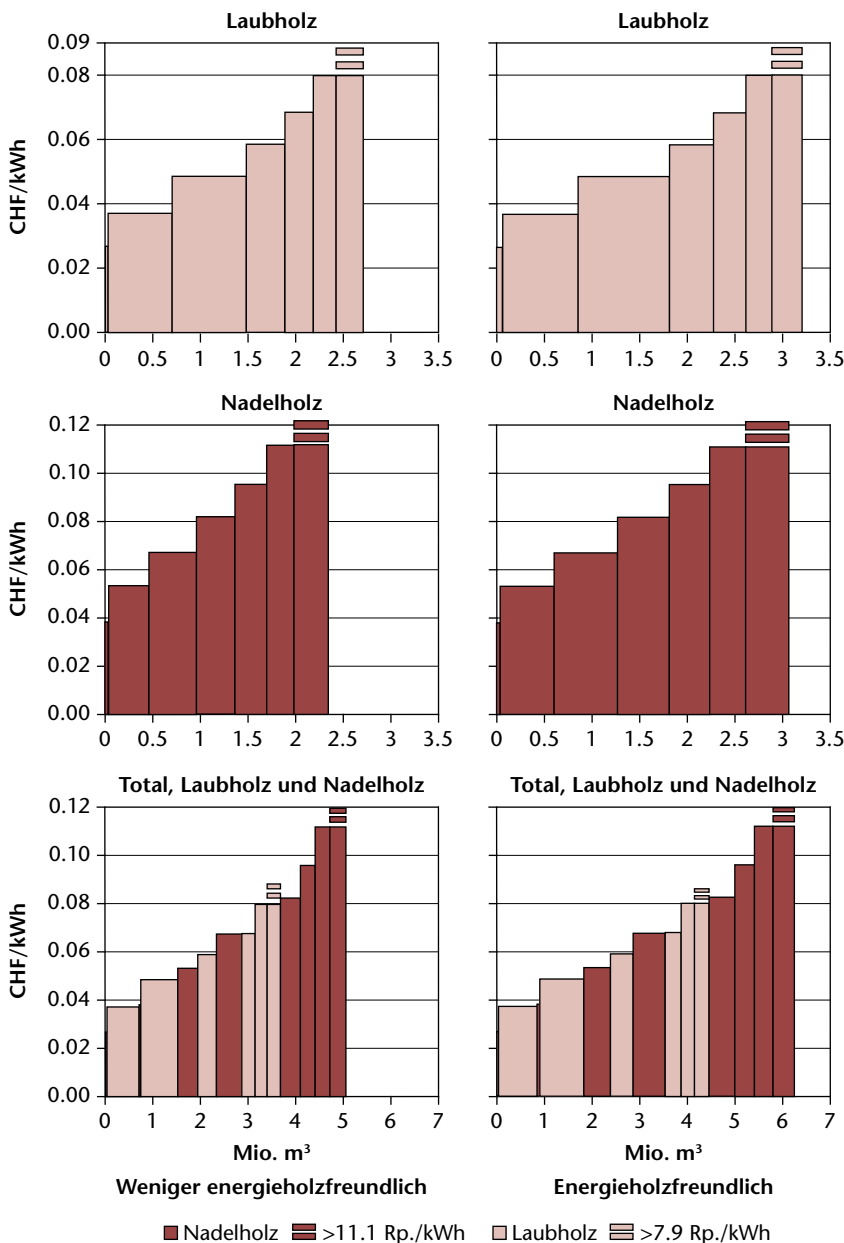 Laubholz Laubholz
0.09
0.08
0.06
0.04
0.02
0.00
CHF/kWh
0 0.5 1 1.5 2 2.5 3 3.5 0 0.5 1 1.5 2 2.5 3 3.5
Nadelholz Nadelholz
0.12
0.10
0.08
0.06
0.04
0.02
0.00
CHF/kWh
0 0.5 1 1.5 2 2.5 3 3.5 0 0.5 1 1.5 2 2.5 3 3.5
Total, Laubholz und Nadelholz Total, Laubholz und Nadelholz
0.12
0.10
0.08
0.06
0.04
0.02
0.00
CHF/kWh
0 1 2 3 4 5 6 7 0 1 2 3 4 5 6 7
Mio. m³ Mio. m³
Weniger energieholzfreundlich Energieholzfreundlich
Nadelholz >11.1 Rp./kWh Laubholz >7.9 Rp./kWh